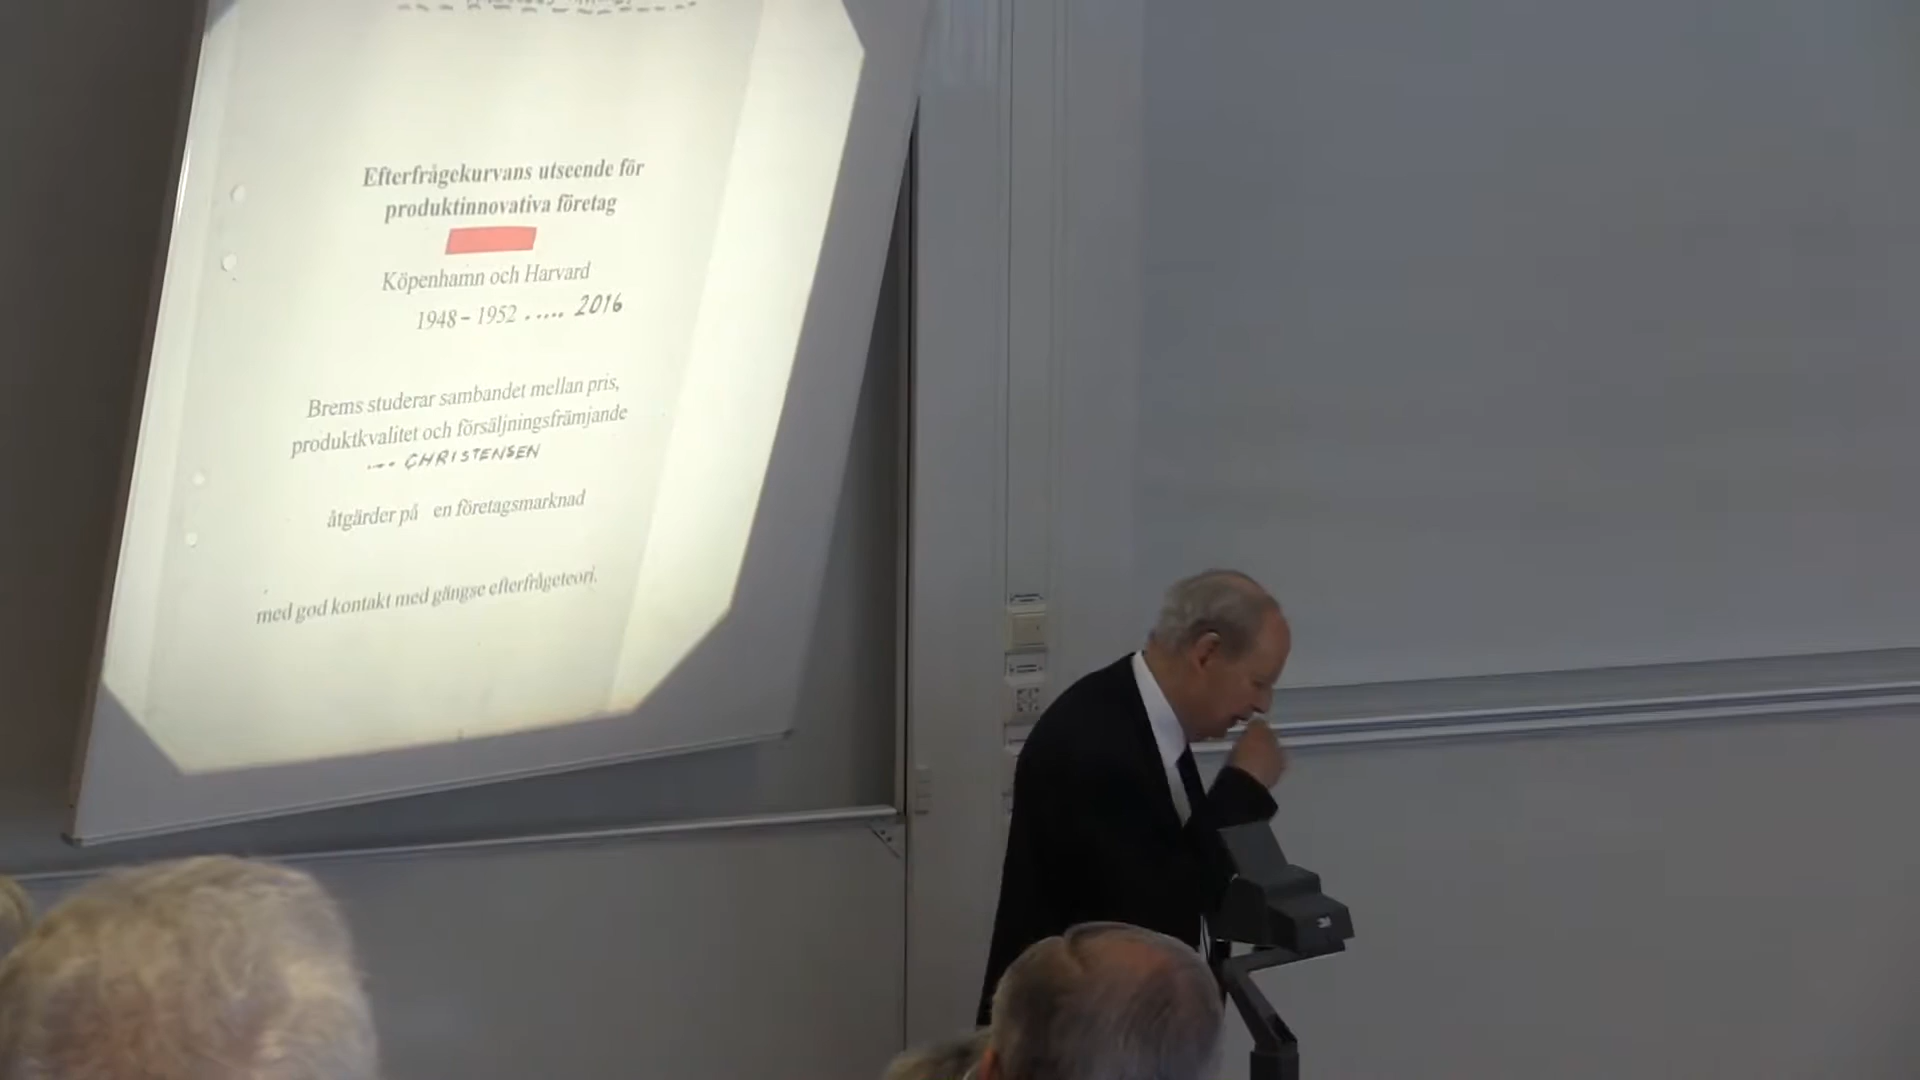 Efterfrågekurvans utseende för
produktinnovativa företag
Köpenhamn och Harvard
1948 – 1952 ..... 2016
Brems studerar sambandet mellan pris,
produktkvalitet och försäljningsfrämjande
---- CHRISTENSEN
åtgärder på en företagsmarknad
med god kontakt med gängse efterfrågeteori.
3M